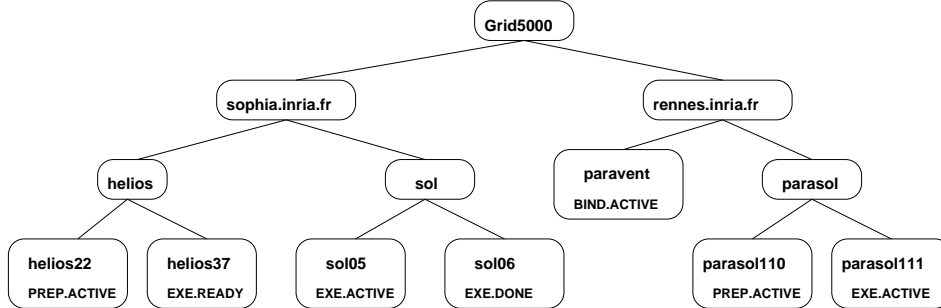 Grid5000
sophia.inria.fr
rennes.inria.fr
helios
sol
paravent
BIND.ACTIVE
parasol
helios22
PREP.ACTIVE
helios37
EXE.READY
sol05
EXE.ACTIVE
sol06
EXE.DONE
parasol110
PREP.ACTIVE
parasol111
EXE.ACTIVE